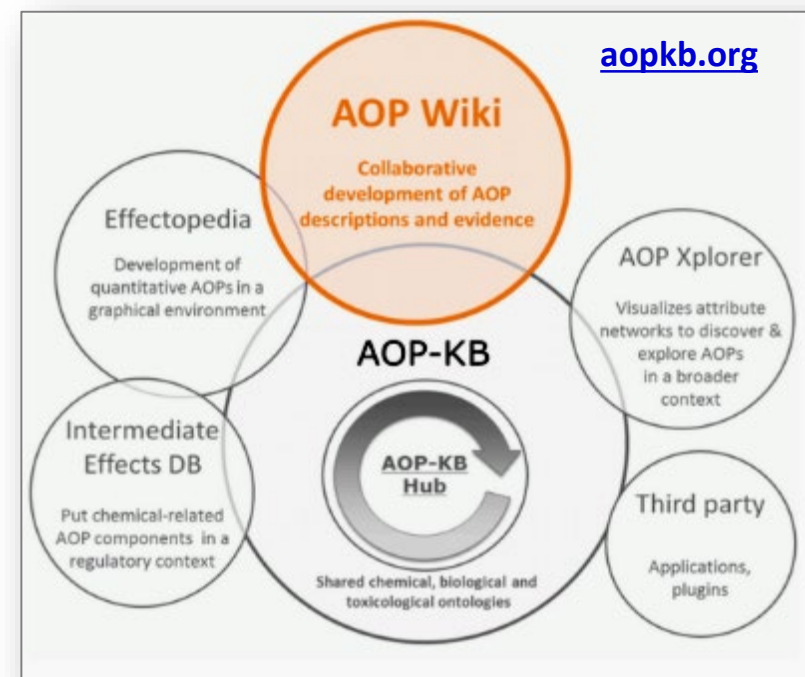 aopkb.org
AOP Wiki
Collaborative
development of AOP
descriptions and evidence
Effectopedia
Development of
quantitative AOPs in a
graphical environment
AOP Xplorer
Visualizes attribute
networks to discover &
explore AOPs
in a broader
context
AOP-KB
Intermediate
Effects DB
Put chemical-related
AOP components in a
regulatory context
AOP-KB
Hub
Shared chemical, biological and
toxicological ontologies
Third party
Applications,
plugins